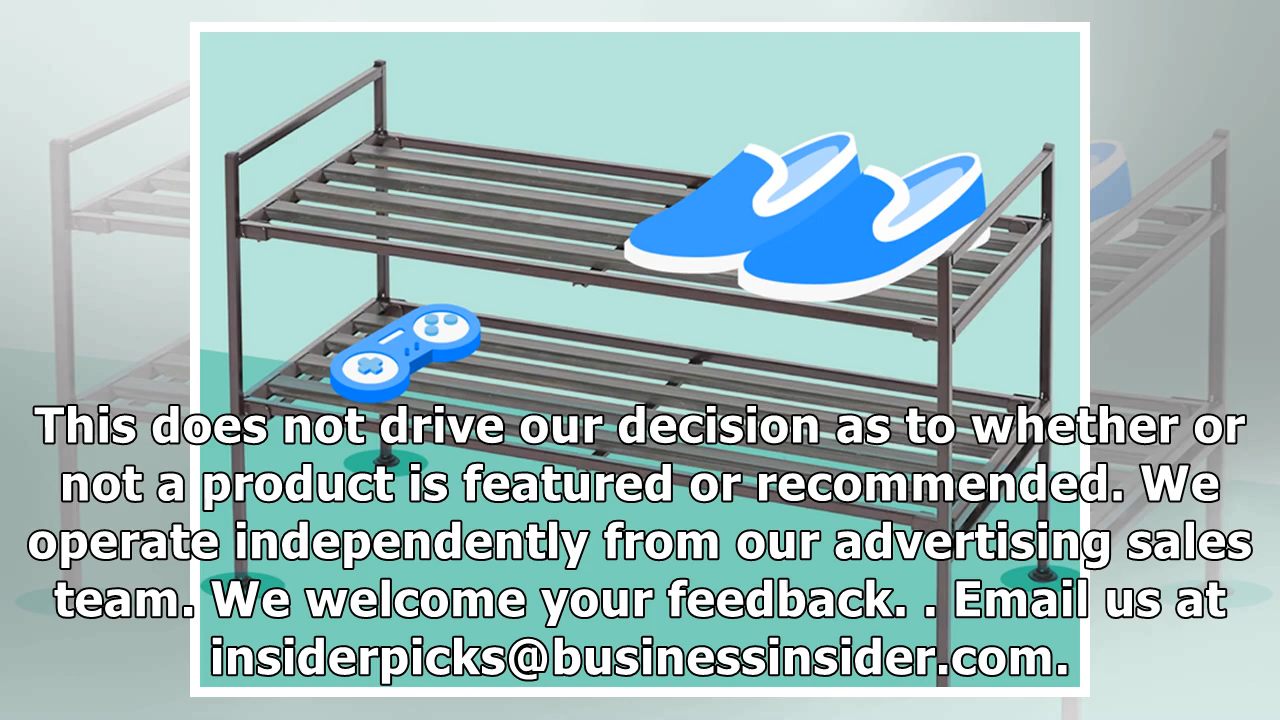 This does not drive our decision as to whether or
not a product is featured or recommended. We
operate independently from our advertising sales
team. We welcome your feedback. . Email us at
insiderpicks@businessinsider.com.